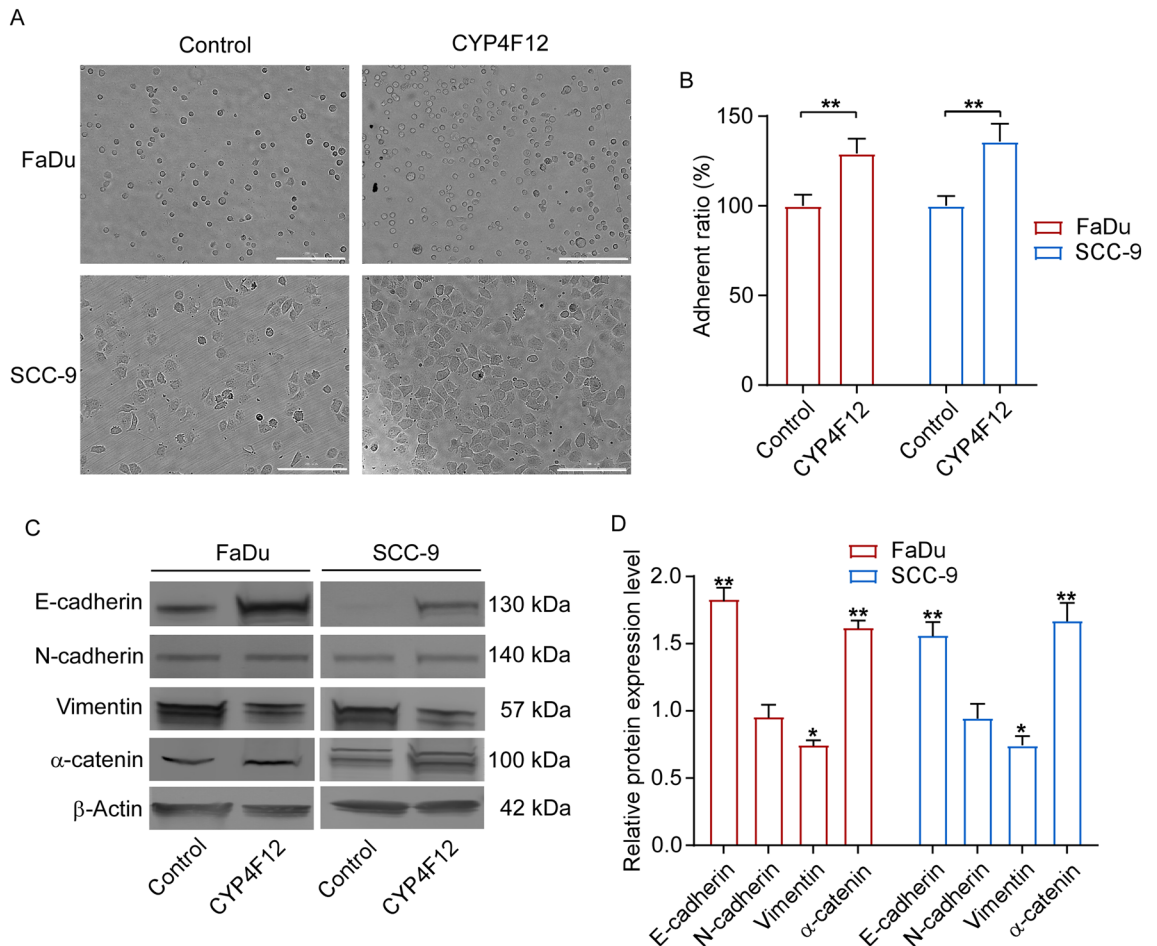 A
Control
CYP4F12
FaDu
SCC-9
B
Adherent ratio (%)
150
100
50
0
**
**
Control
CYP4F12
Control
CYP4F12
FaDu
SCC-9
C
FaDu
SCC-9
E-cadherin
130 kDa
N-cadherin
140 kDa
Vimentin
57 kDa
α-catenin
100 kDa
β-Actin
42 kDa
Control
CYP4F12
Control
CYP4F12
D
FaDu
SCC-9
Relative protein expression level
2.0
1.5
1.0
0.5
0.0
**
*
**
**
*
**
E-cadherin
N-cadherin
Vimentin
α-catenin
E-cadherin
N-cadherin
Vimentin
α-catenin